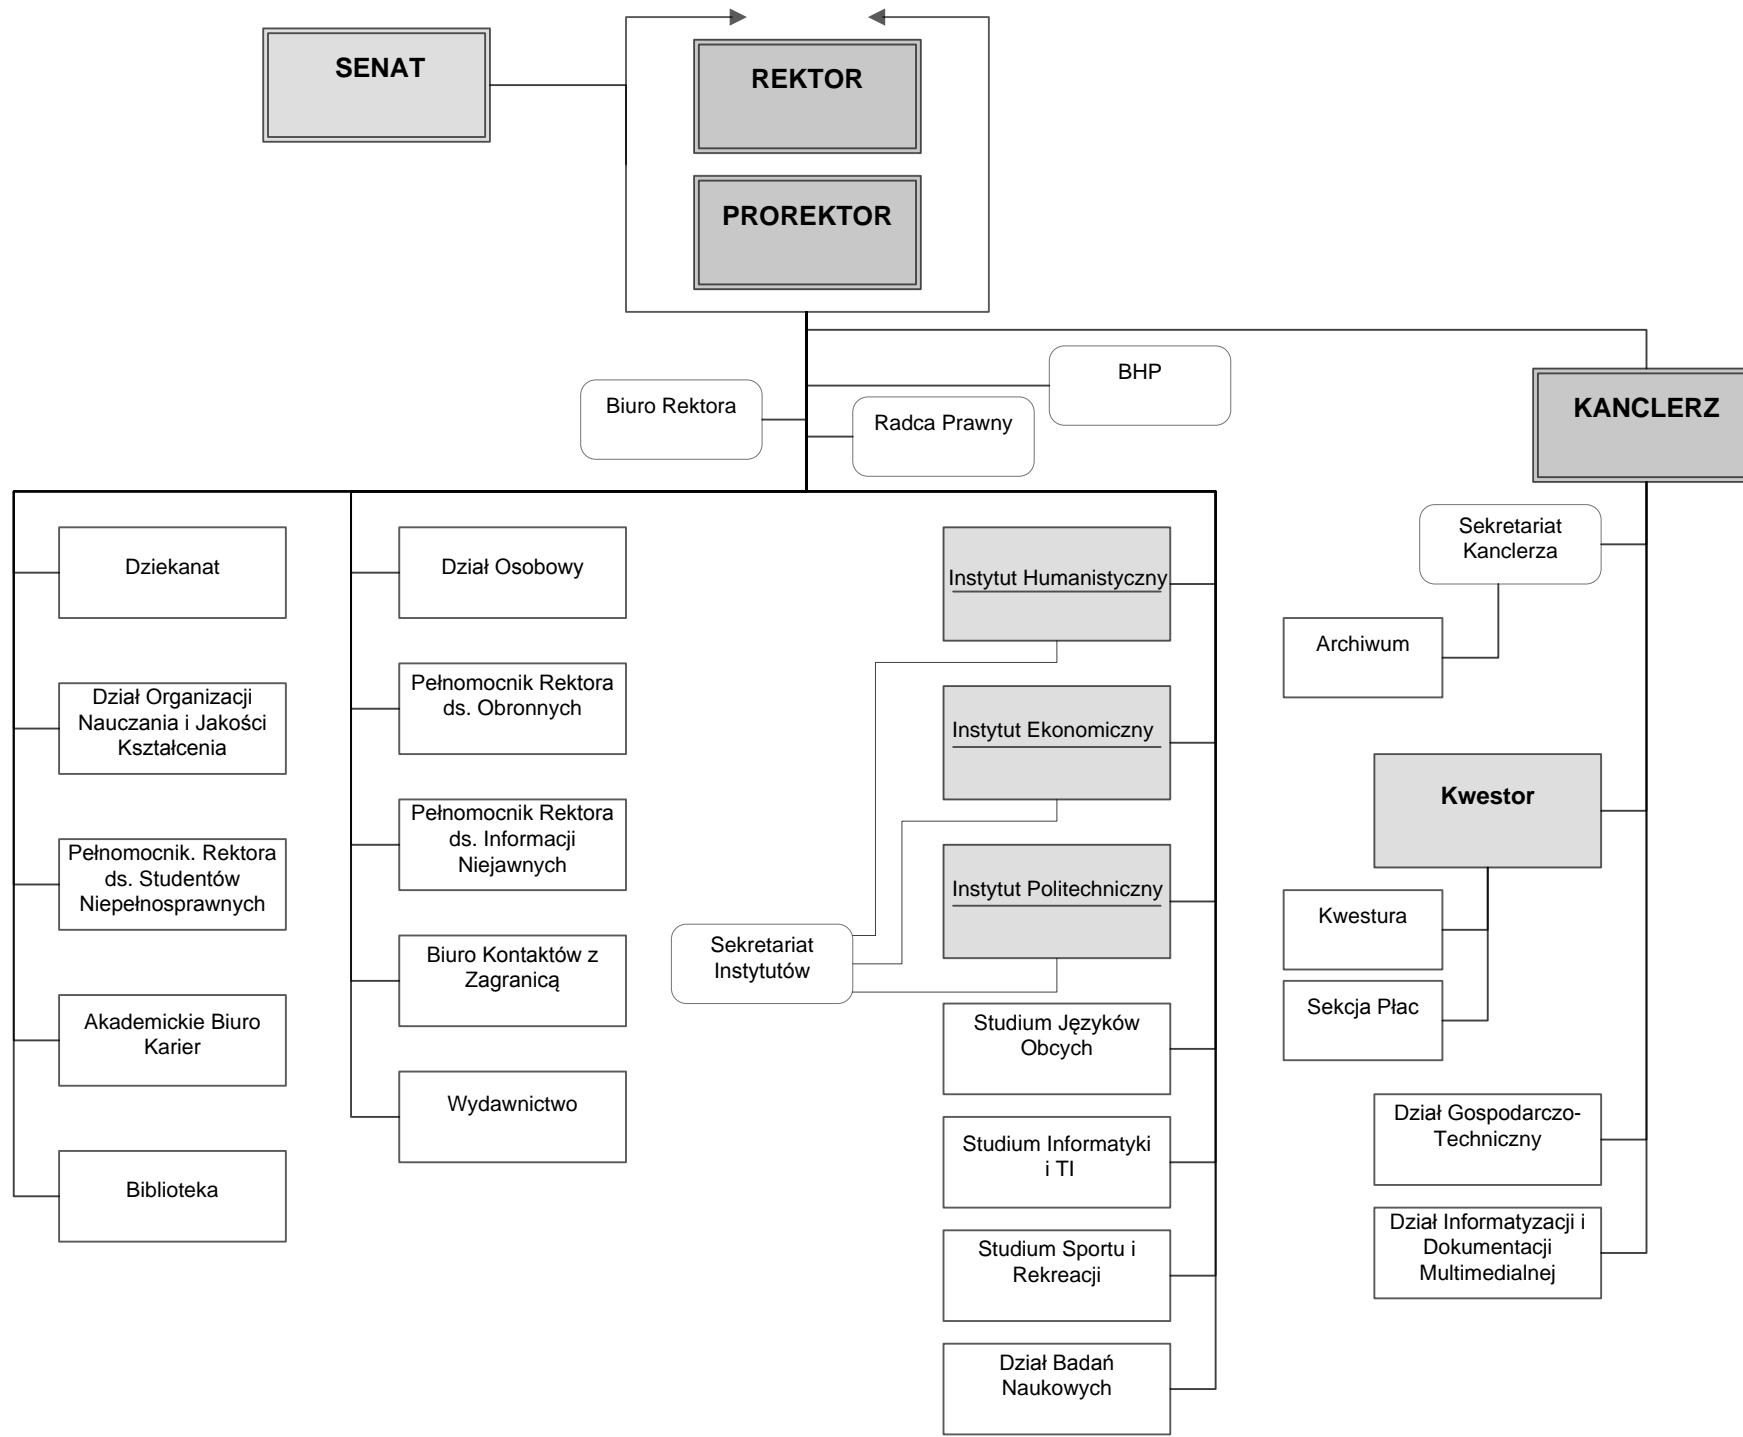 SENAT
REKTOR
PROREKTOR
BHP
Biuro Rektora
Radca Prawny
KANCLERZ
Dziekanat
Dział Organizacji
Nauczania i Jakości
Kształcenia
Pełnomocnik. Rektora
ds. Studentów
Niepełnosprawnych
Akademickie Biuro
Karier
Biblioteka
Dział Osobowy
Pełnomocnik Rektora
ds. Obronnych
Pełnomocnik Rektora
ds. Informacji
Niejawnych
Biuro Kontaktów z
Zagranicą
Wydawnictwo
Sekretariat
Instytutów
Instytut Humanistyczny
Instytut Ekonomiczny
Instytut Politechniczny
Studium Języków
Obcych
Studium Informatyki
i TI
Studium Sportu i
Rekreacji
Dział Badań
Naukowych
Sekretariat
Kanclerza
Archiwum
Kwestor
Kwestura
Sekcja Płac
Dział Gospodarczo-
Techniczny
Dział Informatyzacji i
Dokumentacji
Multimedialnej